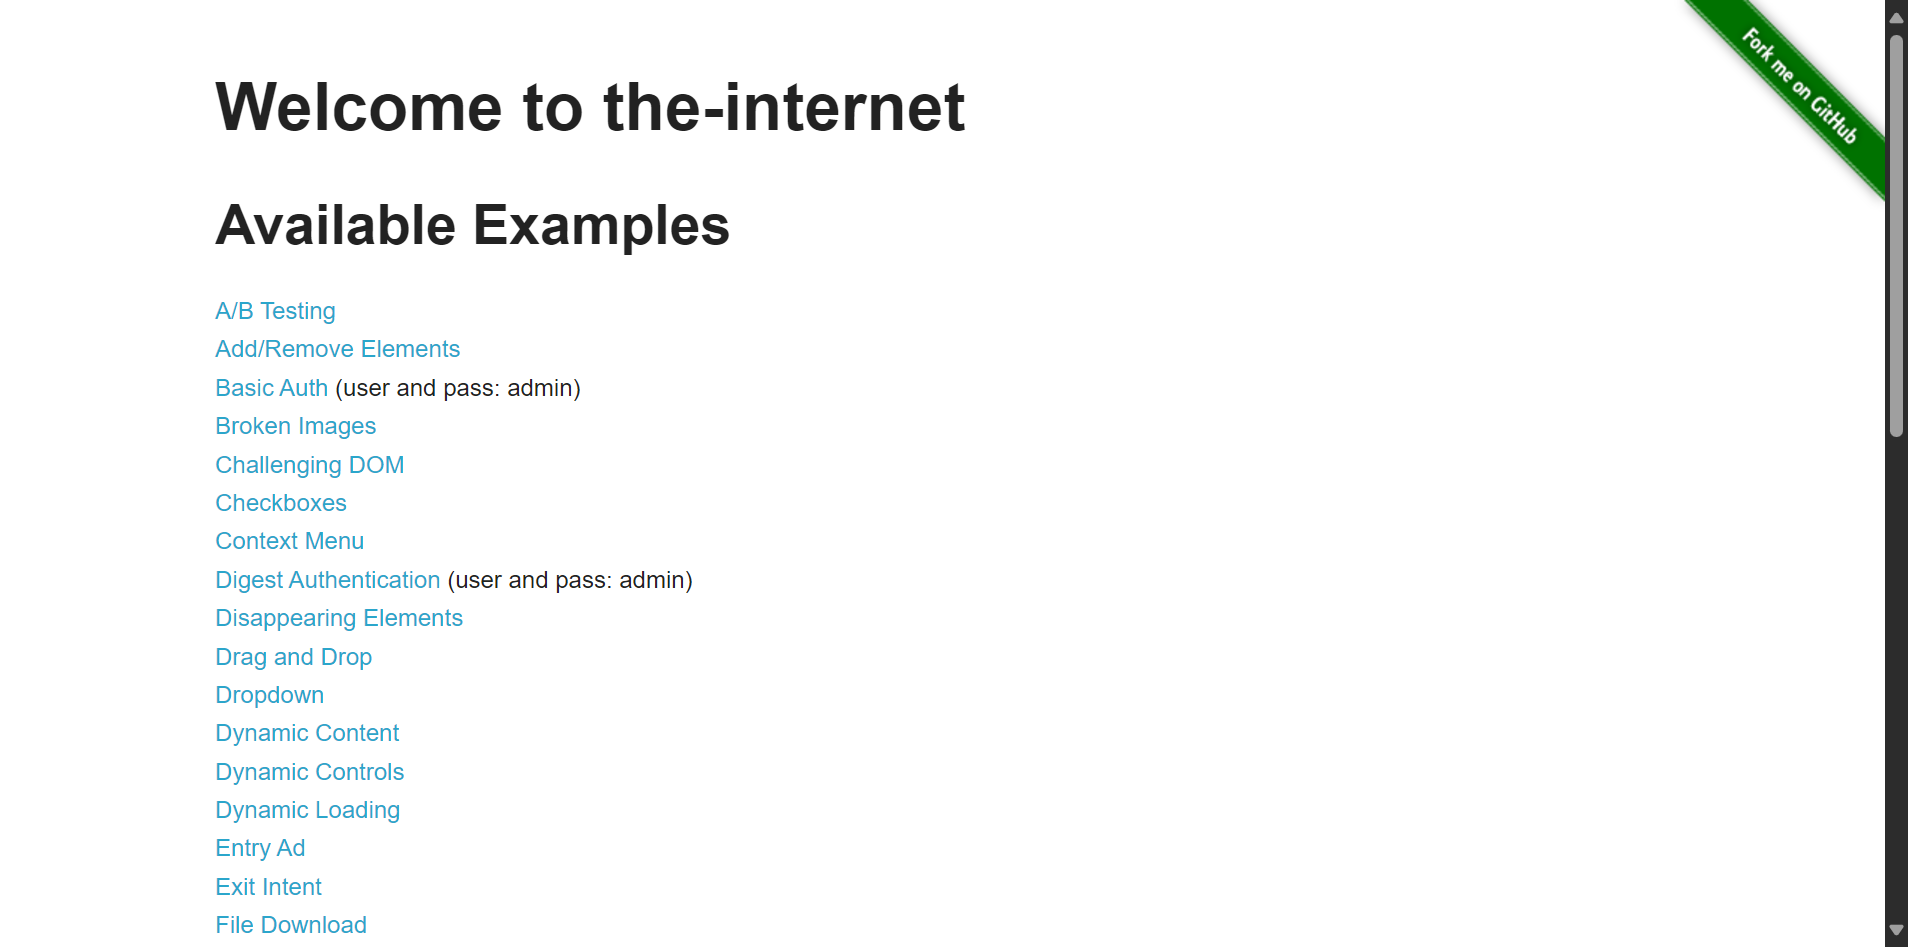 Fork me on GitHub
Welcome to the-internet
Available Examples
A/B Testing
Add/Remove Elements
Basic Auth (user and pass: admin)
Broken Images
Challenging DOM
Checkboxes
Context Menu
Digest Authentication (user and pass: admin)
Disappearing Elements
Drag and Drop
Dropdown
Dynamic Content
Dynamic Controls
Dynamic Loading
Entry Ad
Exit Intent
File Download